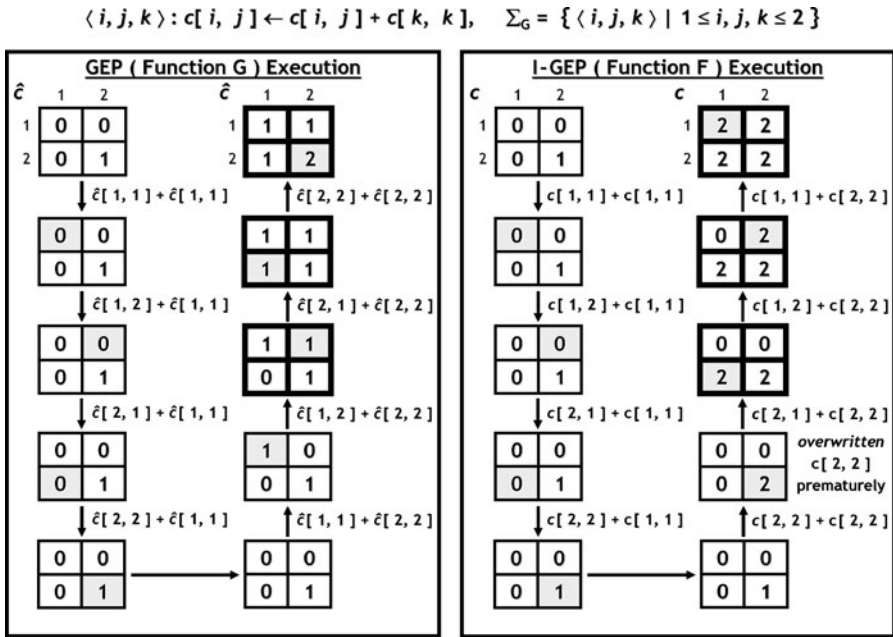 ⟨ i, j, k ⟩ : c[ i, j ] ← c[ i, j ] + c[ k, k ], Σ_G = { ⟨ i, j, k ⟩ | 1 ≤ i, j, k ≤ 2 }
GEP ( Function G ) Execution
ĉ 1 2 ĉ 1 2
1 0 0 1 1 1
2 0 1 2 1 2
ĉ[ 1, 1 ] + ĉ[ 1, 1 ] ĉ[ 2, 2 ] + ĉ[ 2, 2 ]
0 0 1 1
0 1 1 1
ĉ[ 1, 2 ] + ĉ[ 1, 1 ] ĉ[ 2, 1 ] + ĉ[ 2, 2 ]
0 0 1 1
0 1 0 1
ĉ[ 2, 1 ] + ĉ[ 1, 1 ] ĉ[ 1, 2 ] + ĉ[ 2, 2 ]
0 0 1 0
0 1 0 1
ĉ[ 2, 2 ] + ĉ[ 1, 1 ] ĉ[ 1, 1 ] + ĉ[ 2, 2 ]
0 0 0 0
0 1 0 1
I-GEP ( Function F ) Execution
c 1 2 c 1 2
1 0 0 1 2 2
2 0 1 2 2 2
c[ 1, 1 ] + c[ 1, 1 ] c[ 1, 1 ] + c[ 2, 2 ]
0 0 0 2
0 1 2 2
c[ 1, 2 ] + c[ 1, 1 ] c[ 1, 2 ] + c[ 2, 2 ]
0 0 0 0
0 1 2 2
c[ 2, 1 ] + c[ 1, 1 ] c[ 2, 1 ] + c[ 2, 2 ]
0 0 0 0 overwritten
c[ 2, 2 ]
0 1 0 2 prematurely
c[ 2, 2 ] + c[ 1, 1 ] c[ 2, 2 ] + c[ 2, 2 ]
0 0 0 0
0 1 0 1